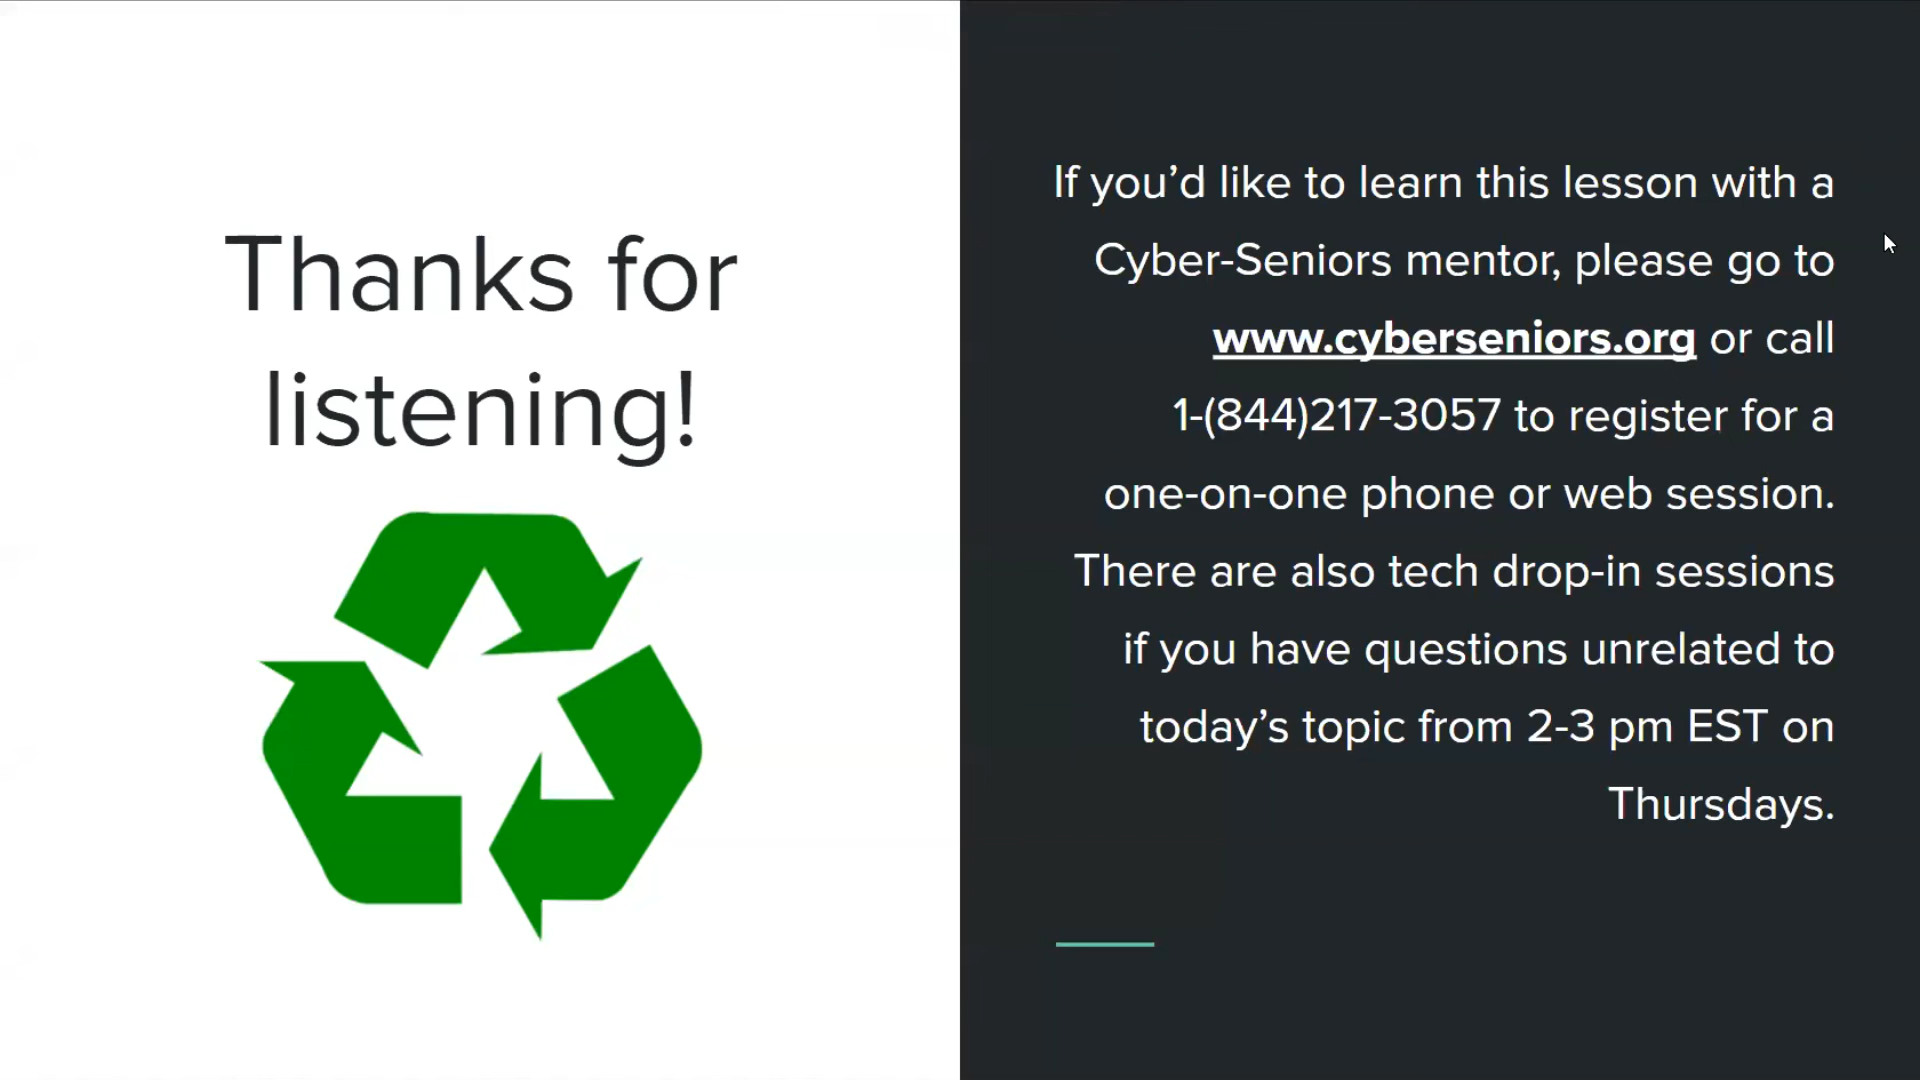 Thanks for
listening!
If you’d like to learn this lesson with a
Cyber-Seniors mentor, please go to
www.cyberseniors.org or call
1-(844)217-3057 to register for a
one-on-one phone or web session.
There are also tech drop-in sessions
if you have questions unrelated to
today’s topic from 2-3 pm EST on
Thursdays.